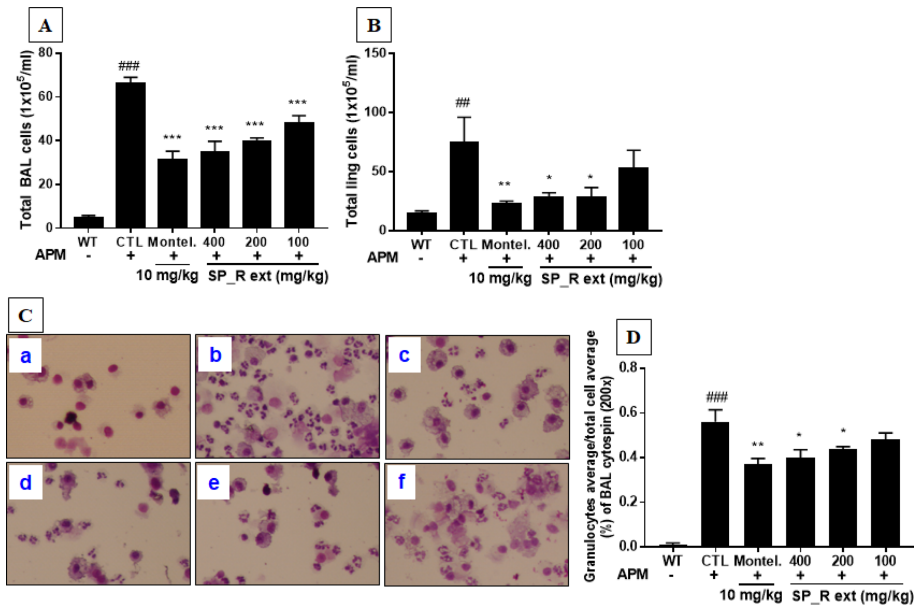 A
Total BAL cells (1x10⁵/ml)
80
60
40
20
0
###
***
***
***
***
WT CTL Montel. 400 200 100
APM - + + + + +
10 mg/kg SP_R ext (mg/kg)
B
Total ling cells (1x10⁵/ml)
150
100
50
0
##
**
*
*
WT CTL Montel. 400 200 100
APM - + + + + +
10 mg/kg SP_R ext (mg/kg)
C
a
b
c
d
e
f
D
Granulocytes average/total cell average
(%) of BAL cytospin (200x)
0.8
0.6
0.4
0.2
0.0
###
**
*
*
WT CTL Montel. 400 200 100
APM - + + + + +
10 mg/kg SP_R ext (mg/kg)